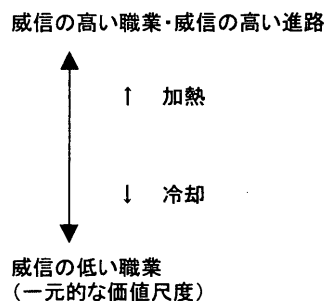 威信の高い職業・威信の高い進路
↑ 加熱
↓ 冷却
威信の低い職業
（一元的な価値尺度）